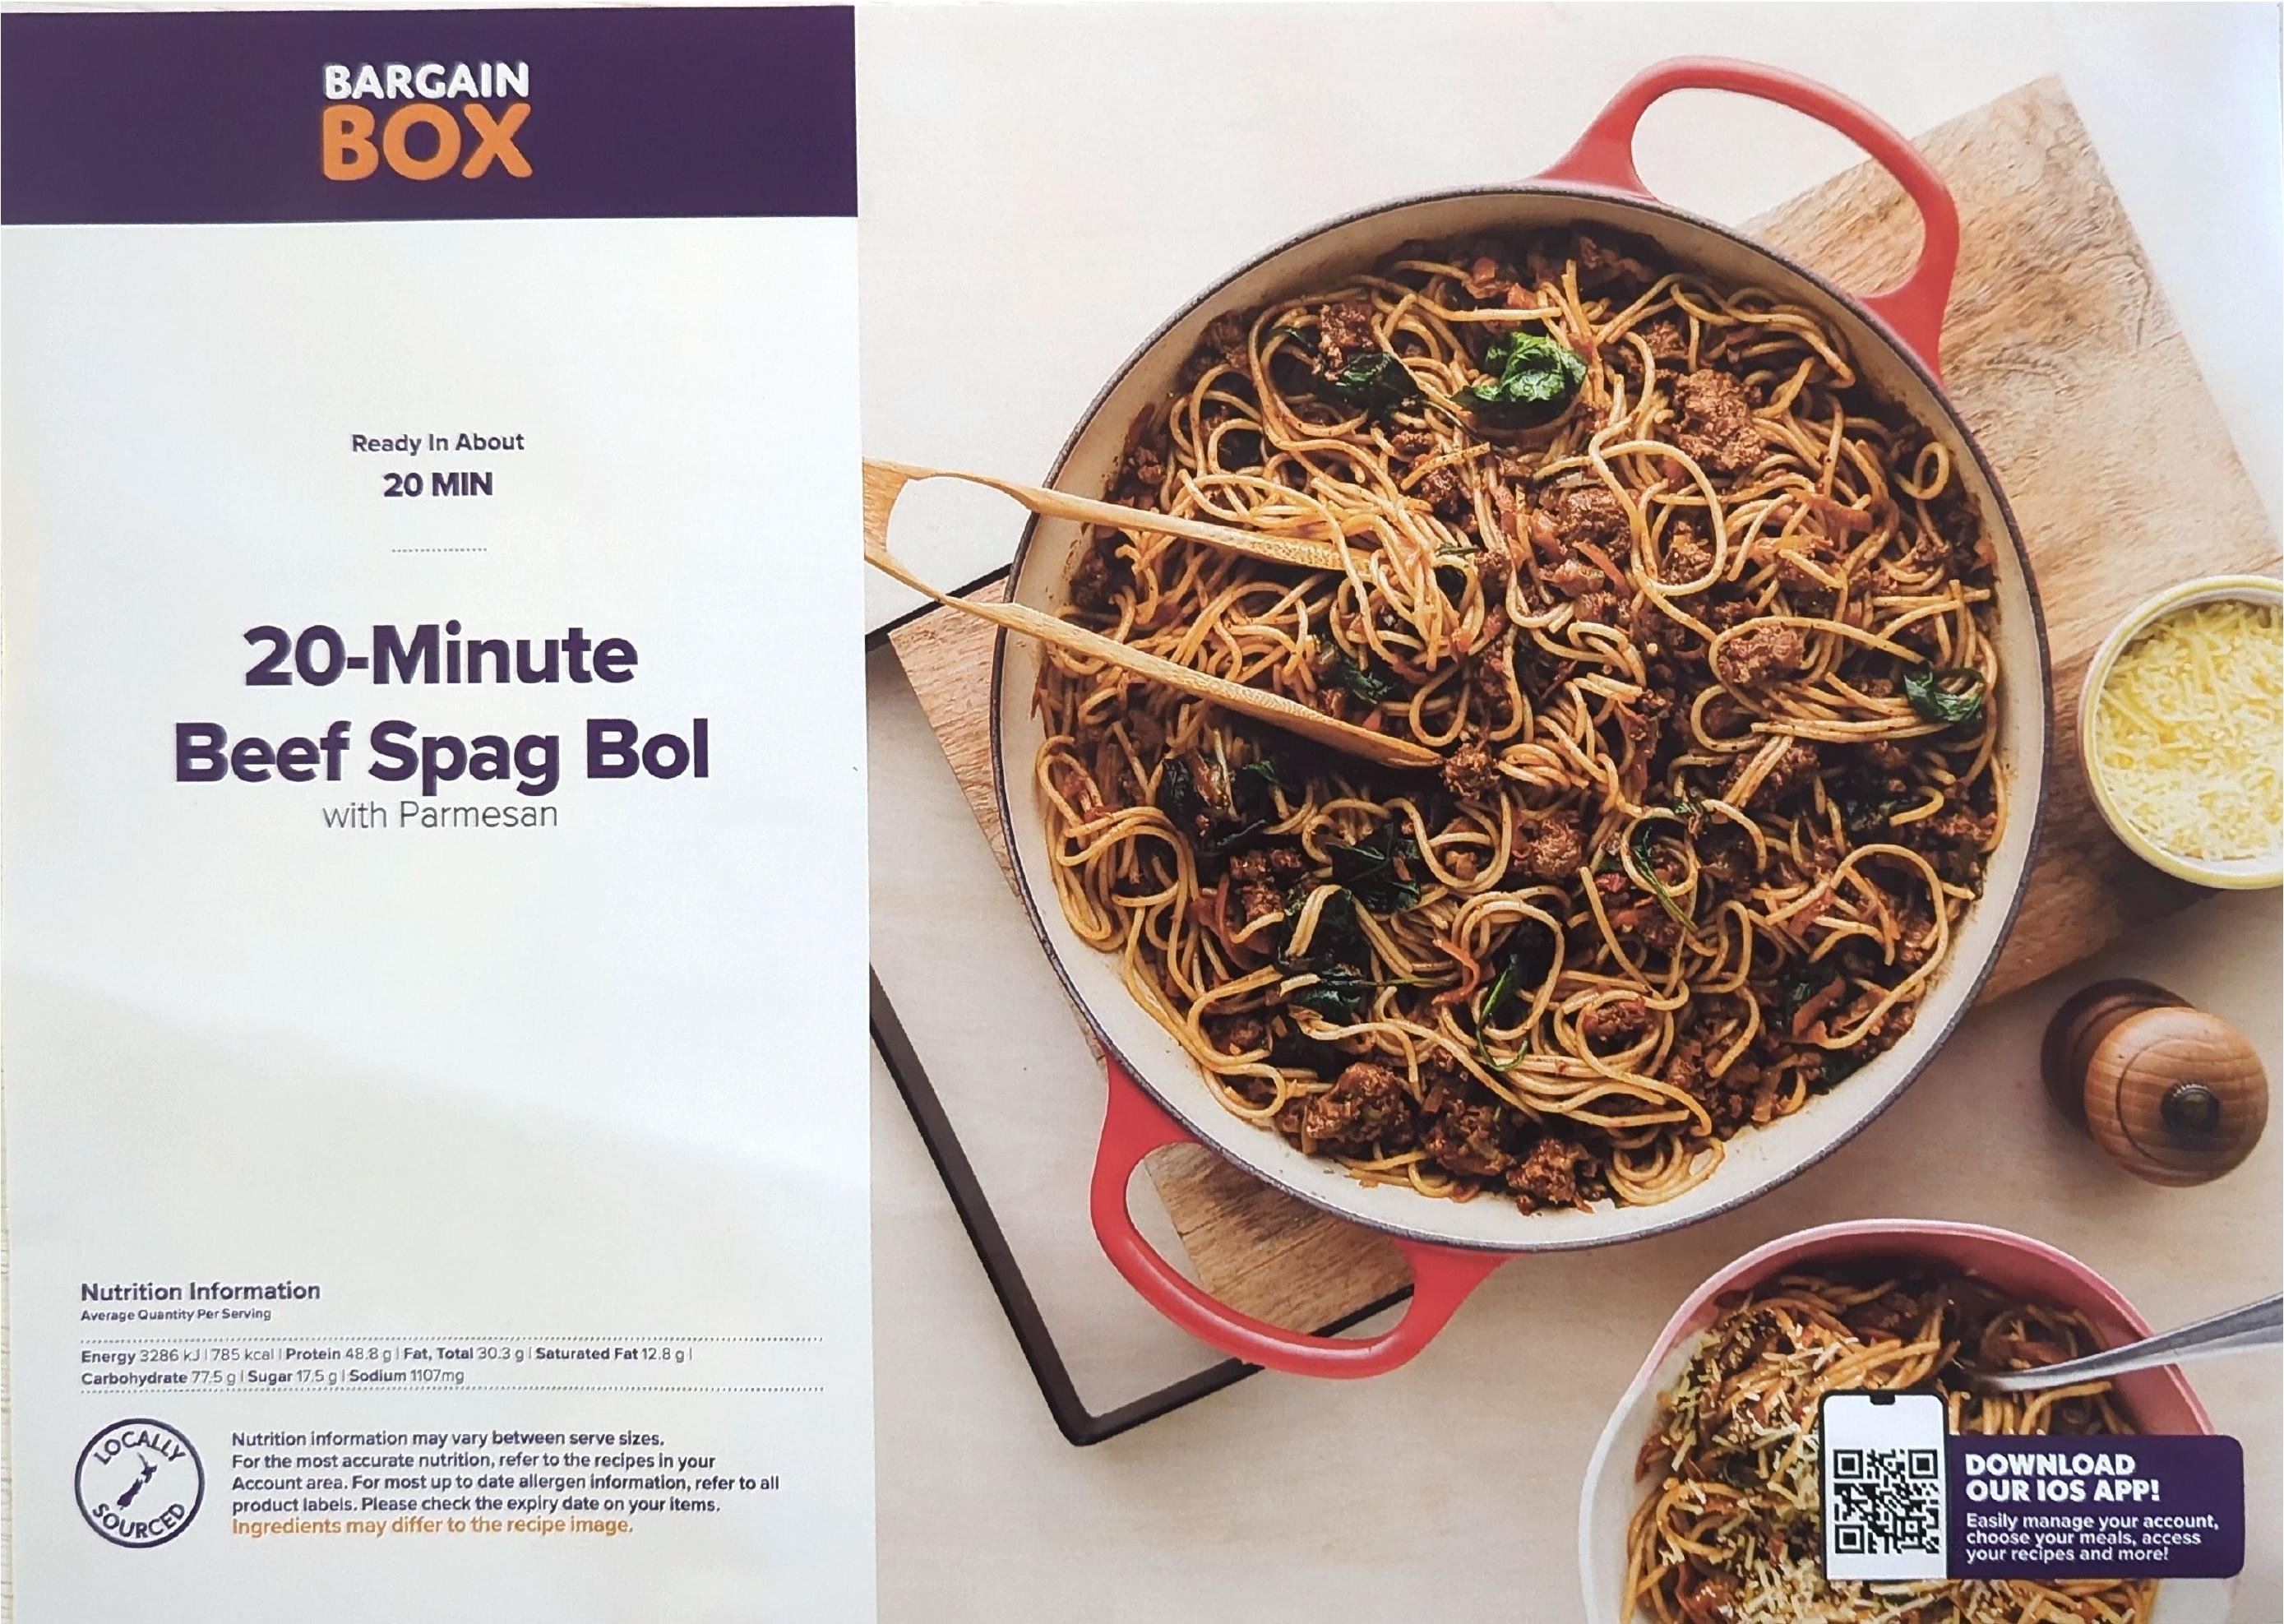 BARGAIN
BOX
Ready In About
20 MIN
20-Minute
Beef Spag Bol
with Parmesan
Nutrition Information
Average Quantity Per Serving
Energy 3286 kJ | 785 kcal | Protein 48.8 g | Fat, Total 30.3 g | Saturated Fat 12.8 g |
Carbohydrate 77.5 g | Sugar 17.5 g | Sodium 1107mg
LOCALLY
SOURCED
Nutrition information may vary between serve sizes.
For the most accurate nutrition, refer to the recipes in your
Account area. For most up to date allergen information, refer to all
product labels. Please check the expiry date on your items.
Ingredients may differ to the recipe image.
DOWNLOAD
OUR IOS APP!
Easily manage your account,
choose your meals, access
your recipes and more!